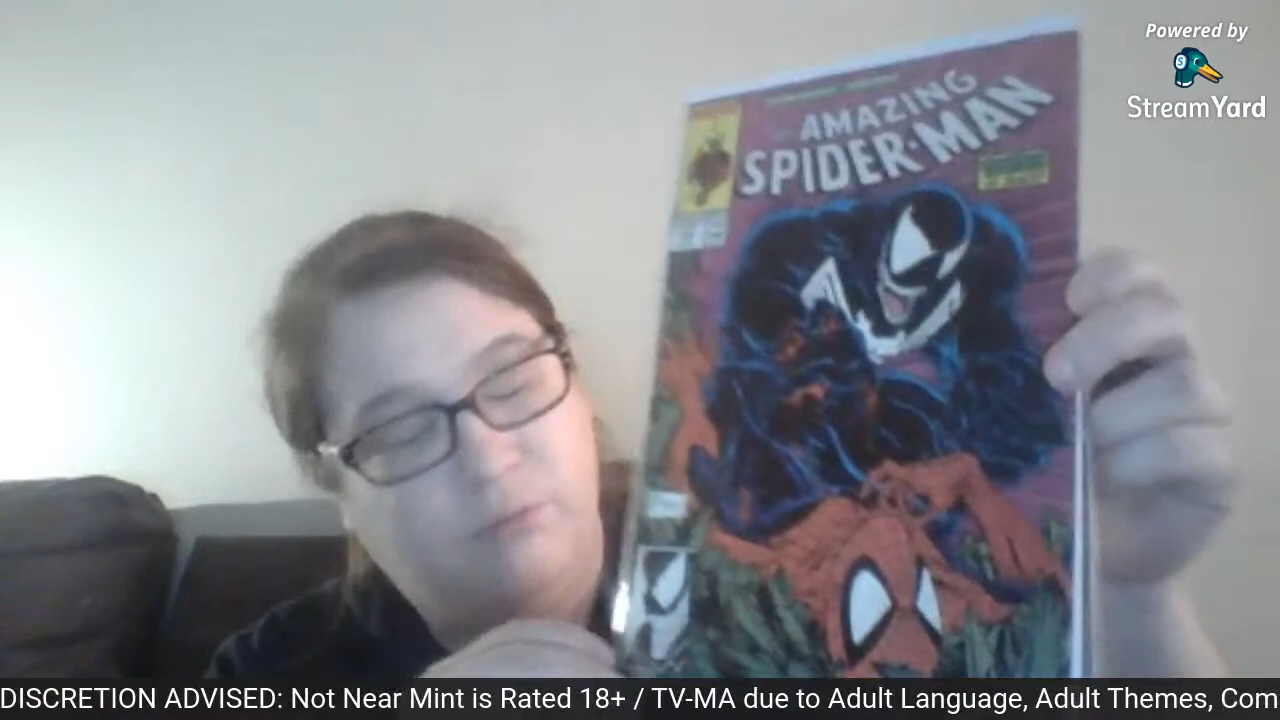 Powered by
StreamYard
AMAZING
SPIDER-MAN
DISCRETION ADVISED: Not Near Mint is Rated 18+ / TV-MA due to Adult Language, Adult Themes, Com